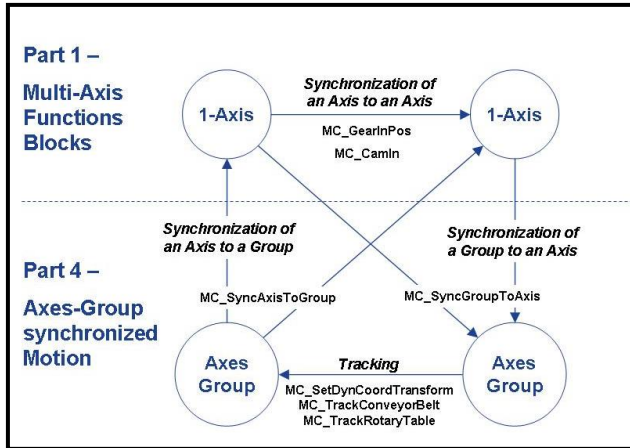 Part 1 –
Multi-Axis
Functions
Blocks
Synchronization of
an Axis to an Axis
1-Axis
1-Axis
MC_GearInPos
MC_CamIn
Synchronization of
an Axis to a Group
Synchronization of
a Group to an Axis
Part 4 –
Axes-Group
synchronized
Motion
MC_SyncAxisToGroup
MC_SyncGroupToAxis
Axes
Group
Tracking
Axes
Group
MC_SetDynCoordTransform
MC_TrackConveyorBelt
MC_TrackRotaryTable